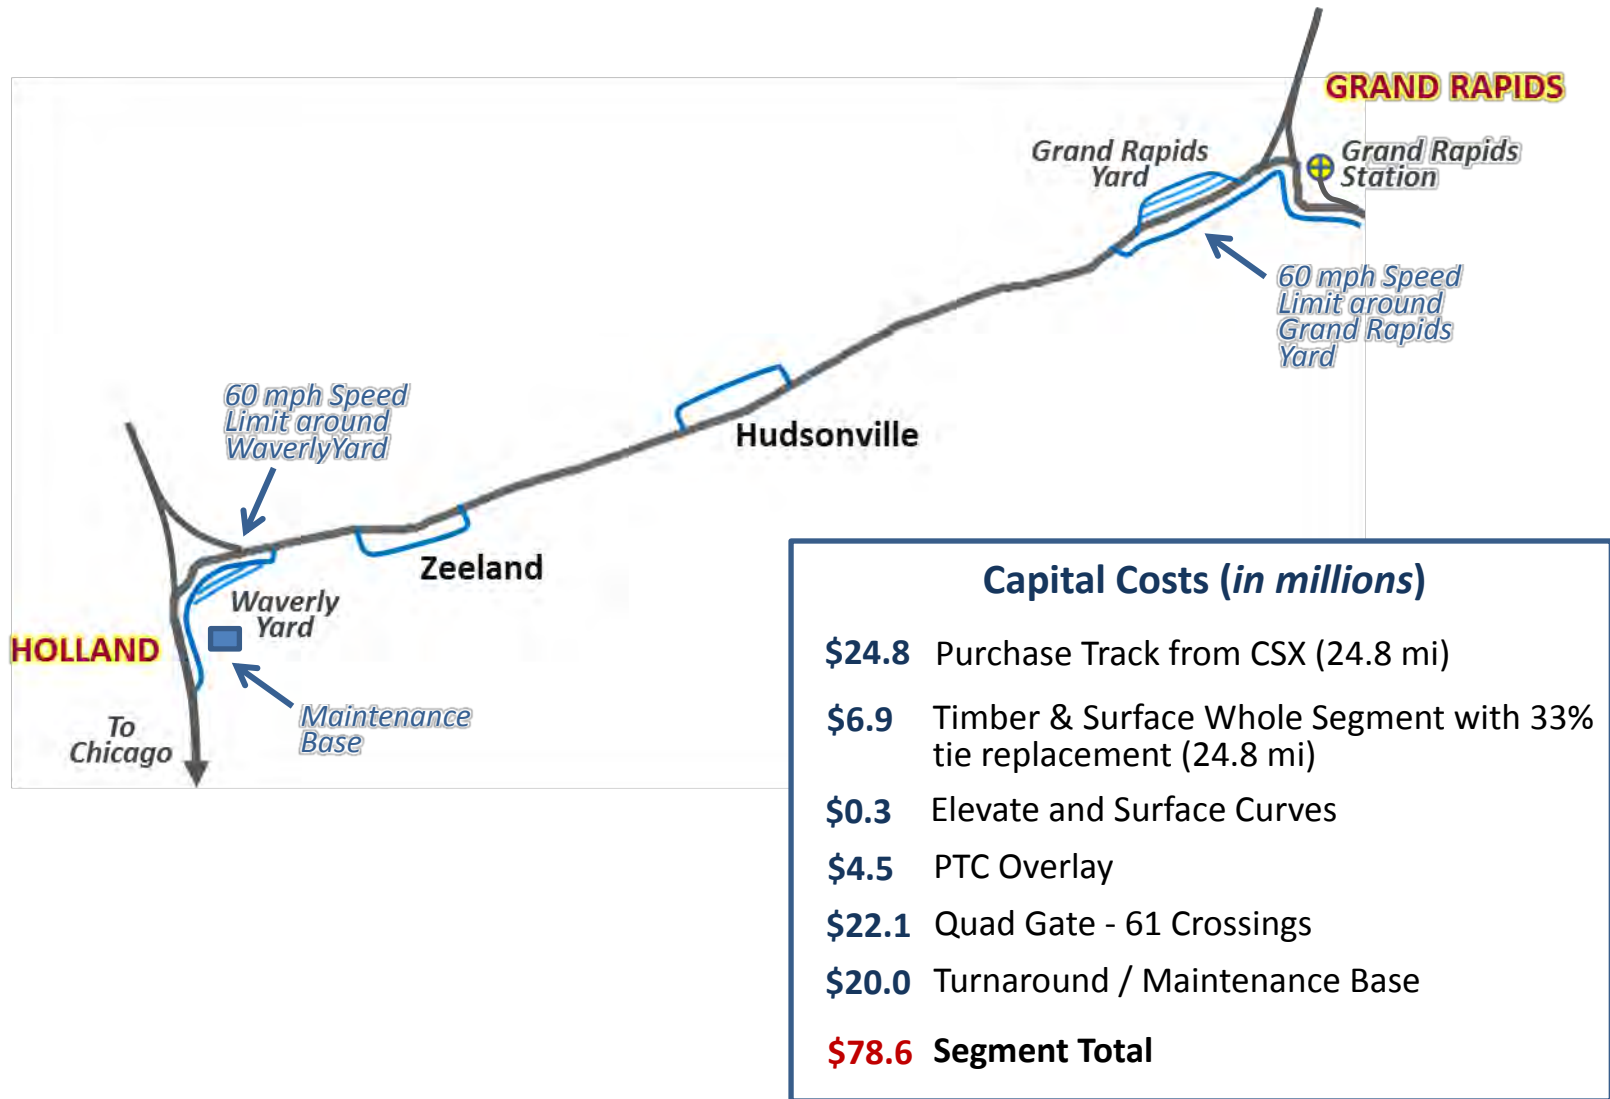 GRAND RAPIDS
Grand Rapids
Yard
Grand Rapids
Station
60 mph Speed
Limit around
Grand Rapids
Yard
60 mph Speed
Limit around
WaverlyYard
Hudsonville
Zeeland
Waverly
Yard
HOLLAND
Maintenance
Base
To
Chicago
Capital Costs (in millions)
$24.8 Purchase Track from CSX (24.8 mi)
$6.9 Timber & Surface Whole Segment with 33%
tie replacement (24.8 mi)
$0.3 Elevate and Surface Curves
$4.5 PTC Overlay
$22.1 Quad Gate - 61 Crossings
$20.0 Turnaround / Maintenance Base
$78.6 Segment Total